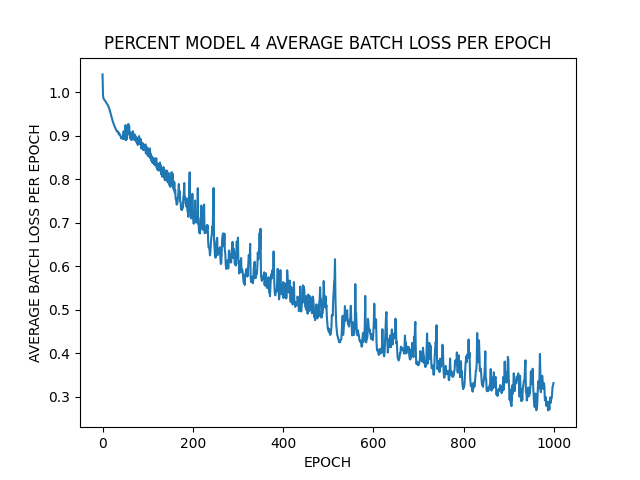 PERCENT MODEL 4 AVERAGE BATCH LOSS PER EPOCH
AVERAGE BATCH LOSS PER EPOCH
1.0
0.9
0.8
0.7
0.6
0.5
0.4
0.3
0 200 400 600 800 1000
EPOCH